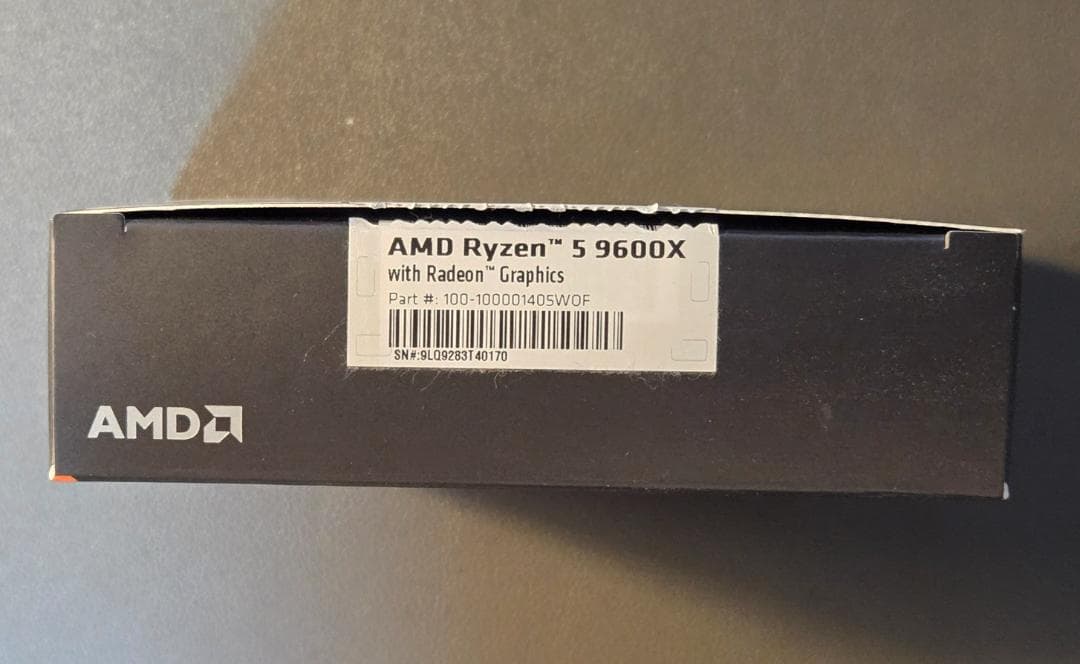 AMD Ryzen™ 5 9600X
with Radeon™ Graphics
Part #: 100-100001405WOF
SN#:9LQ9283T40170
AMD